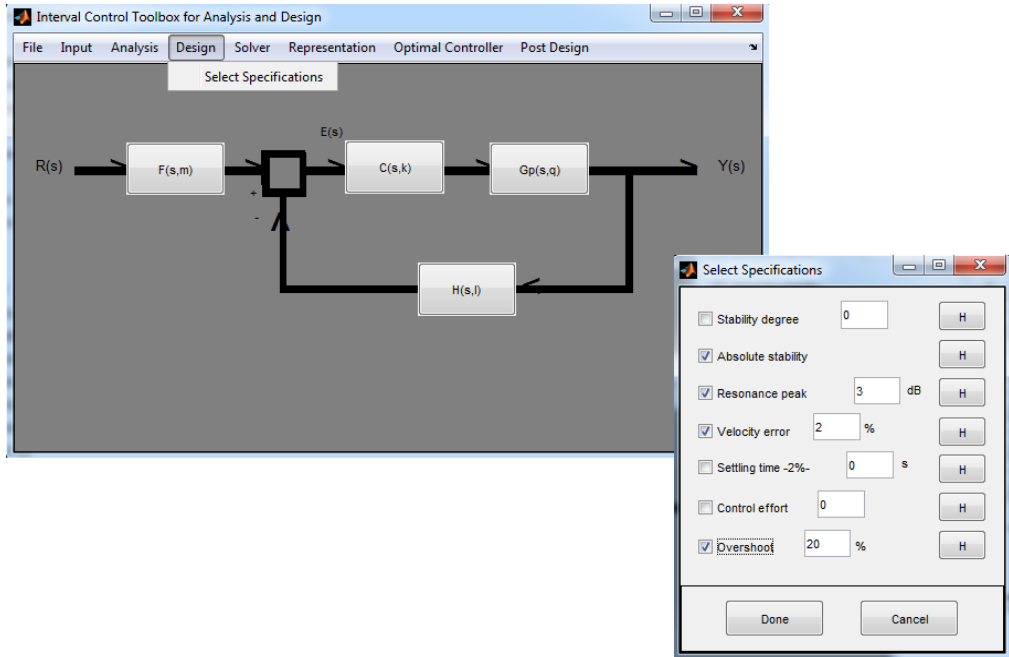 Interval Control Toolbox for Analysis and Design
File Input Analysis Design Solver Representation Optimal Controller Post Design
Select Specifications
E(s)
R(s) F(s,m) C(s,k) Gp(s,q) Y(s)
+
-
H(s,l)
Select Specifications
Stability degree 0 H
Absolute stability H
Resonance peak 3 dB H
Velocity error 2 % H
Settling time -2%- 0 s H
Control effort 0 H
Overshoot 20 % H
Done Cancel